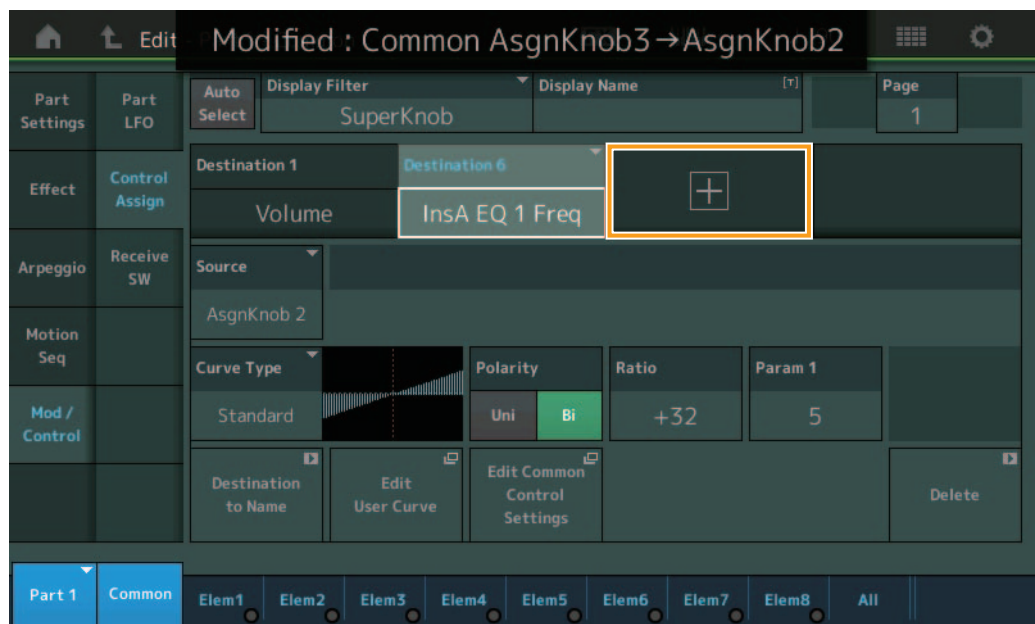 Edit
Modified : Common AsgnKnob3→AsgnKnob2
Part
Settings
Part
LFO
Auto
Select
Display Filter
SuperKnob
Display Name
[T]
Page
1
Effect
Control
Assign
Destination 1
Volume
Destination 6
InsA EQ 1 Freq
Arpeggio
Receive
SW
Source
AsgnKnob 2
Motion
Seq
Curve Type
Standard
Polarity
Uni
Bi
Ratio
+32
Param 1
5
Mod /
Control
Destination
to Name
Edit
User Curve
Edit Common
Control
Settings
Delete
Part 1
Common
Elem1
Elem2
Elem3
Elem4
Elem5
Elem6
Elem7
Elem8
All